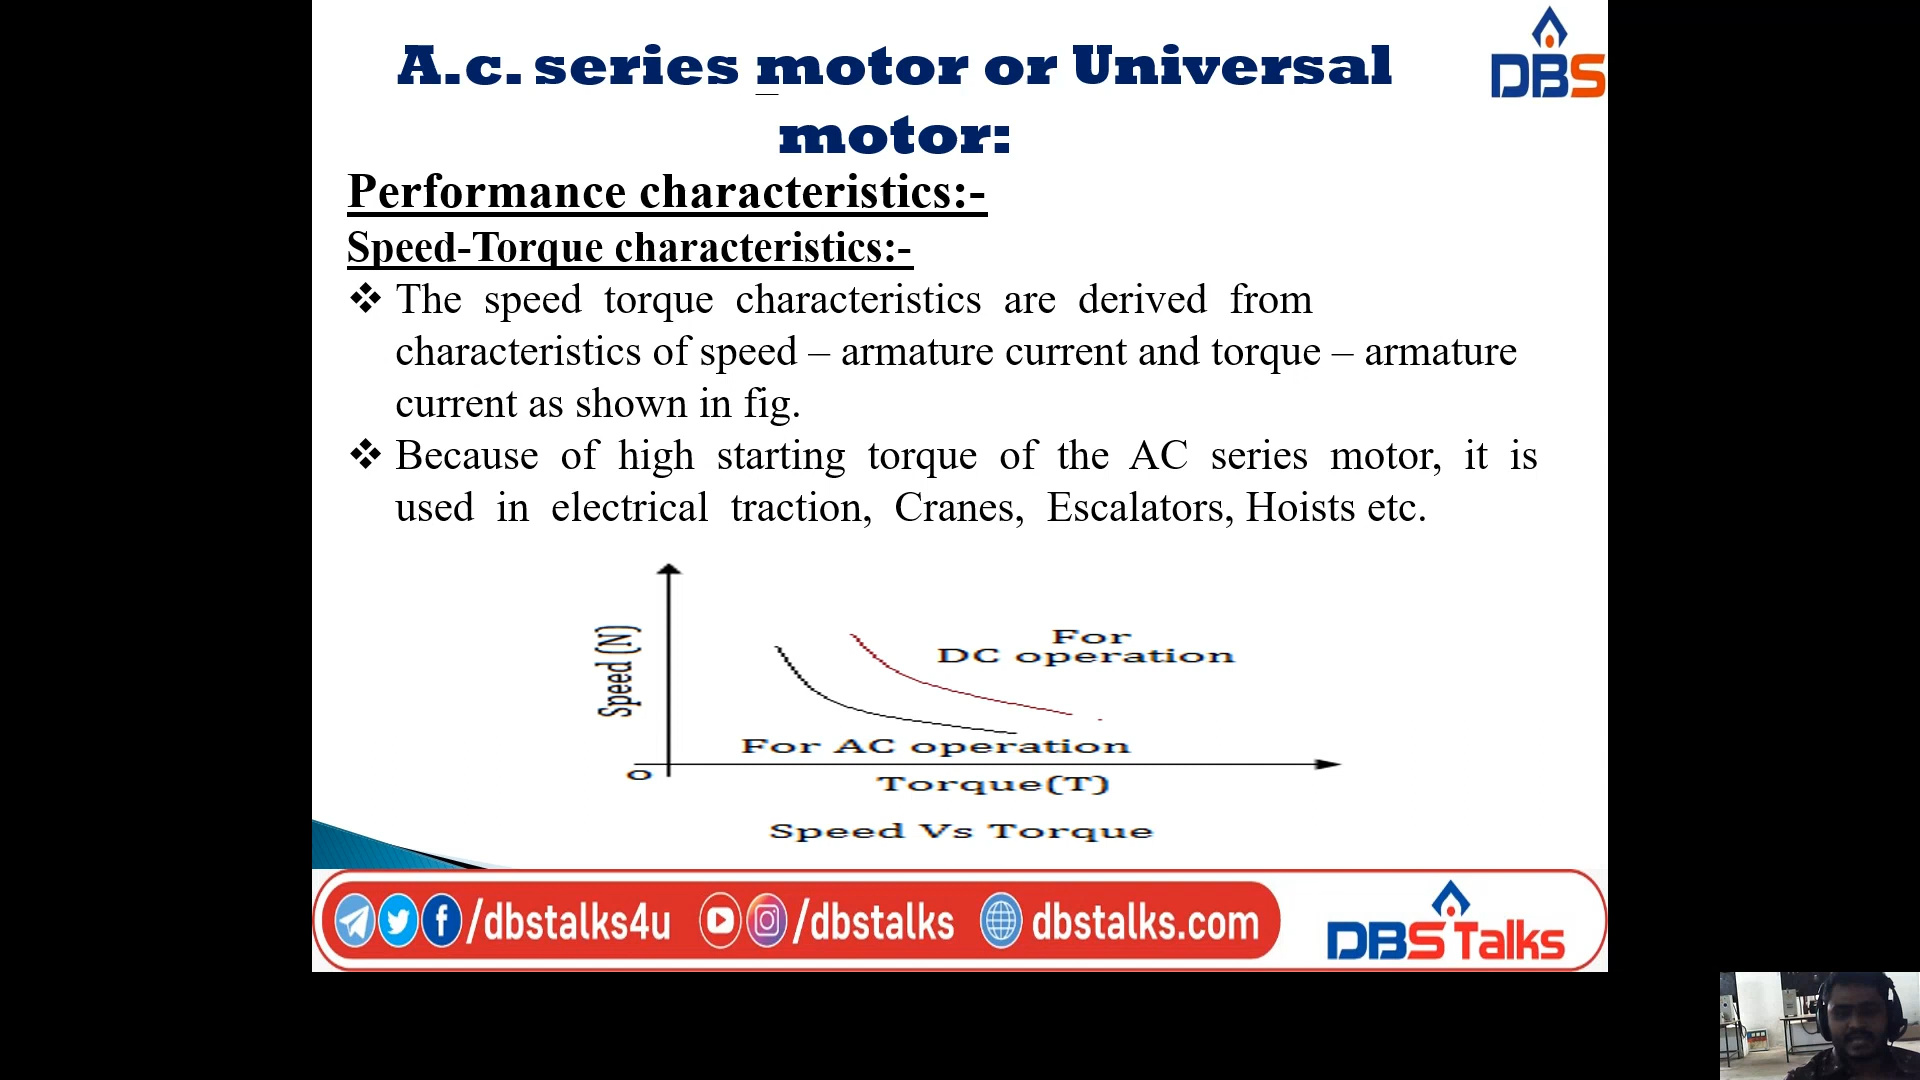 A.c. series motor or Universal
motor:
DBS
Performance characteristics:-
Speed-Torque characteristics:-
❖ The speed torque characteristics are derived from
characteristics of speed – armature current and torque – armature
current as shown in fig.
❖ Because of high starting torque of the AC series motor, it is
used in electrical traction, Cranes, Escalators, Hoists etc.
Speed(N)
For
DC operation
For AC operation
O
Torque(T)
Speed Vs Torque
/dbstalks4u /dbstalks dbstalks.com
DBS Talks